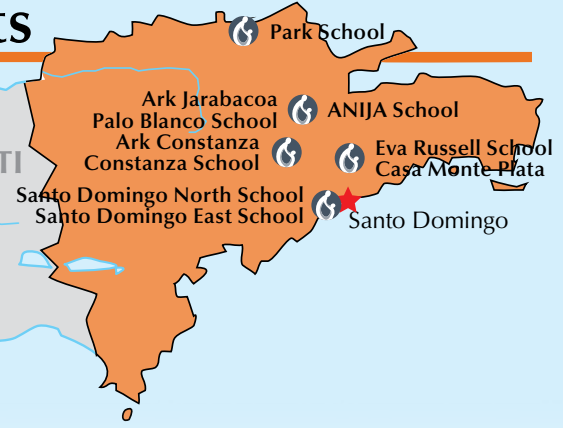 ts
Park School
Ark Jarabacoa
Palo Blanco School
ANIJA School
Ark Constanza
Constanza School
Eva Russell School
Casa Monte Plata
TI
Santo Domingo North School
Santo Domingo East School
Santo Domingo